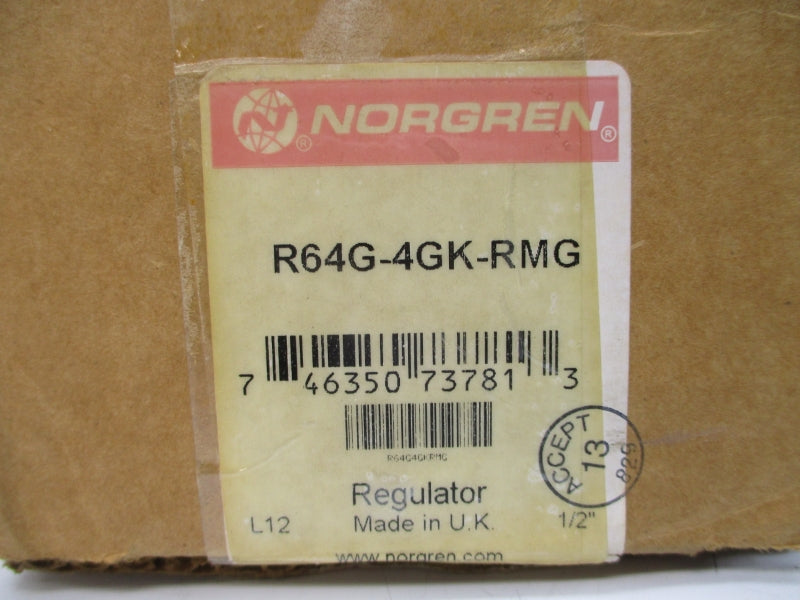 N® NORGREN®
R64G-4GK-RMG
7 46350 73781 3
R64G4GKRMG
Regulator
L12 Made in U.K. 1/2"
www.norgren.com
ACCEPT 13 829